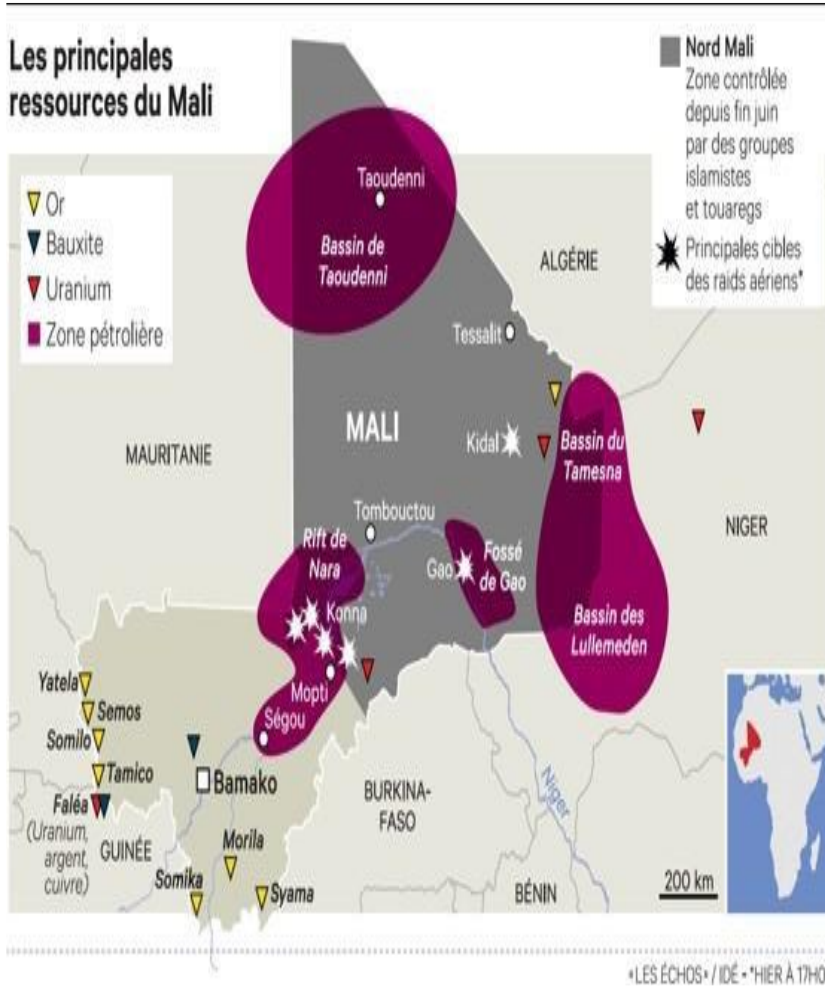 Les principales
ressources du Mali
Or
Bauxite
Uranium
Zone pétrolière
Nord Mali
Zone contrôlée
depuis fin juin
par des groupes
islamistes
et touaregs
Principales cibles
des raids aériens*
Taoudenni
Bassin de
Taoudenni
ALGÉRIE
Tessalit
MALI
Kidal
Bassin du
Tamesna
MAURITANIE
NIGER
Tombouctou
Rift de
Nara
Gao
Fossé
de Gao
Konna
Bassin des
Lullemeden
Mopti
Ségou
Yatela
Semos
Somilo
Tamico
Bamako
Faléa
(Uranium,
argent,
cuivre)
GUINÉE
BURKINA-
FASO
Niger
Morila
Somika
Syama
BÉNIN
200 km
«LES ÉCHOS» / IDÉ - *HIER À 17H0